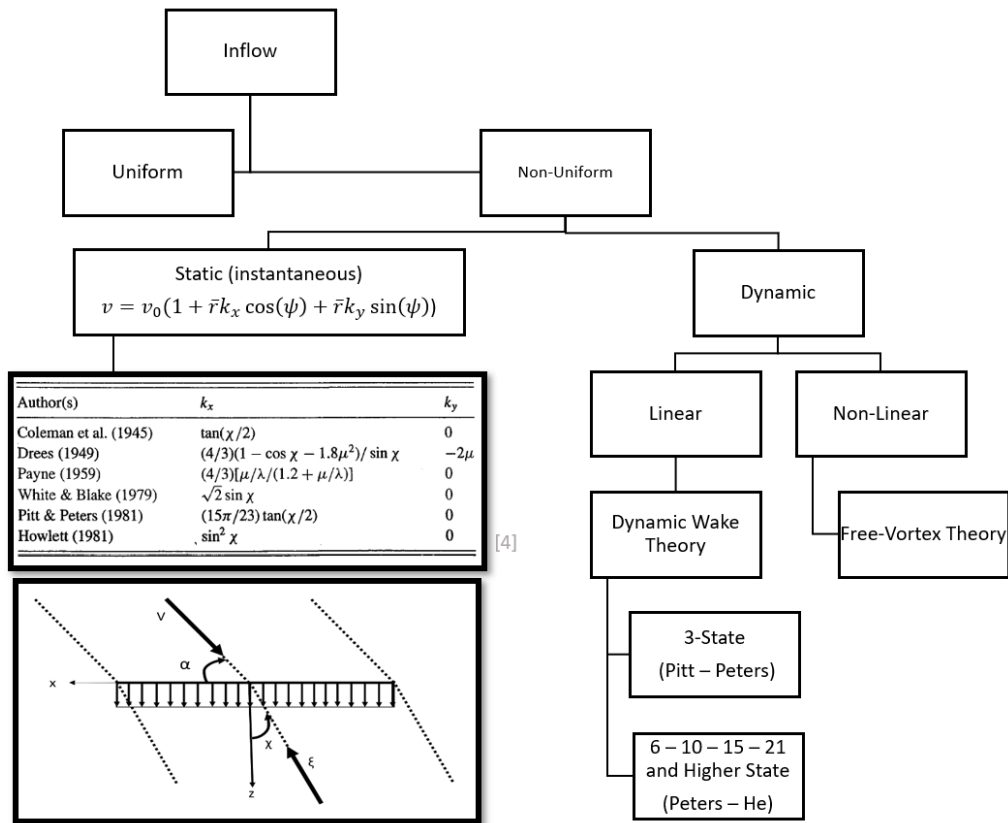 Inflow
Uniform
Non-Uniform
Static (instantaneous)
v = v₀(1 + r̄kₓ cos(ψ) + r̄kᵧ sin(ψ))
Dynamic
Author(s) kₓ kᵧ
Coleman et al. (1945) tan(χ/2) 0
Drees (1949) (4/3)(1 − cos χ − 1.8μ²)/ sin χ −2μ
Payne (1959) (4/3)[μ/λ/(1.2 + μ/λ)] 0
White & Blake (1979) √2 sin χ 0
Pitt & Peters (1981) (15π/23) tan(χ/2) 0
Howlett (1981) sin² χ 0
[4]
Linear
Non-Linear
Dynamic Wake
Theory
Free-Vortex Theory
3-State
(Pitt – Peters)
6 – 10 – 15 – 21
and Higher State
(Peters – He)
V
α
x
χ
ξ
z